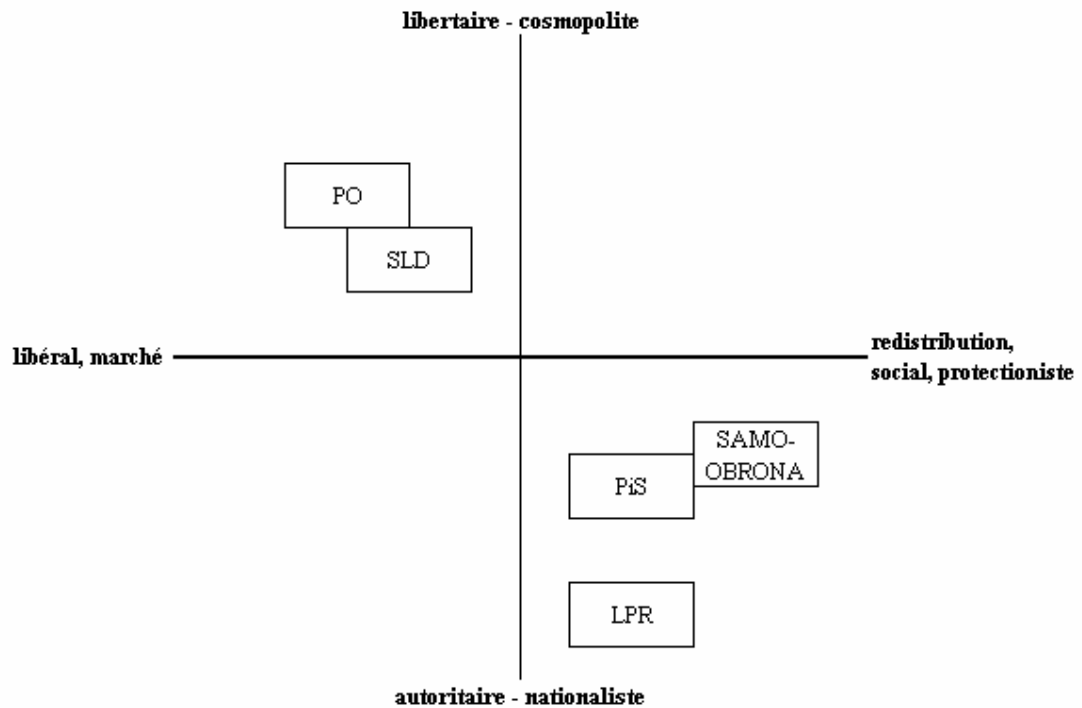 libertaire - cosmopolite
PO
SLD
libéral, marché
redistribution,
social, protectioniste
SAMO-
OBRONA
PiS
LPR
autoritaire - nationaliste